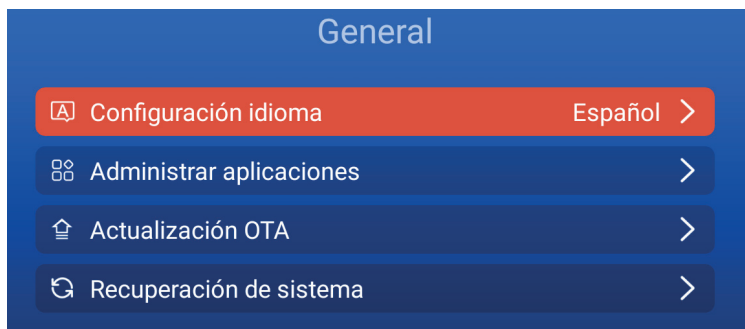 General
Configuración idioma Español
Administrar aplicaciones
Actualización OTA
Recuperación de sistema